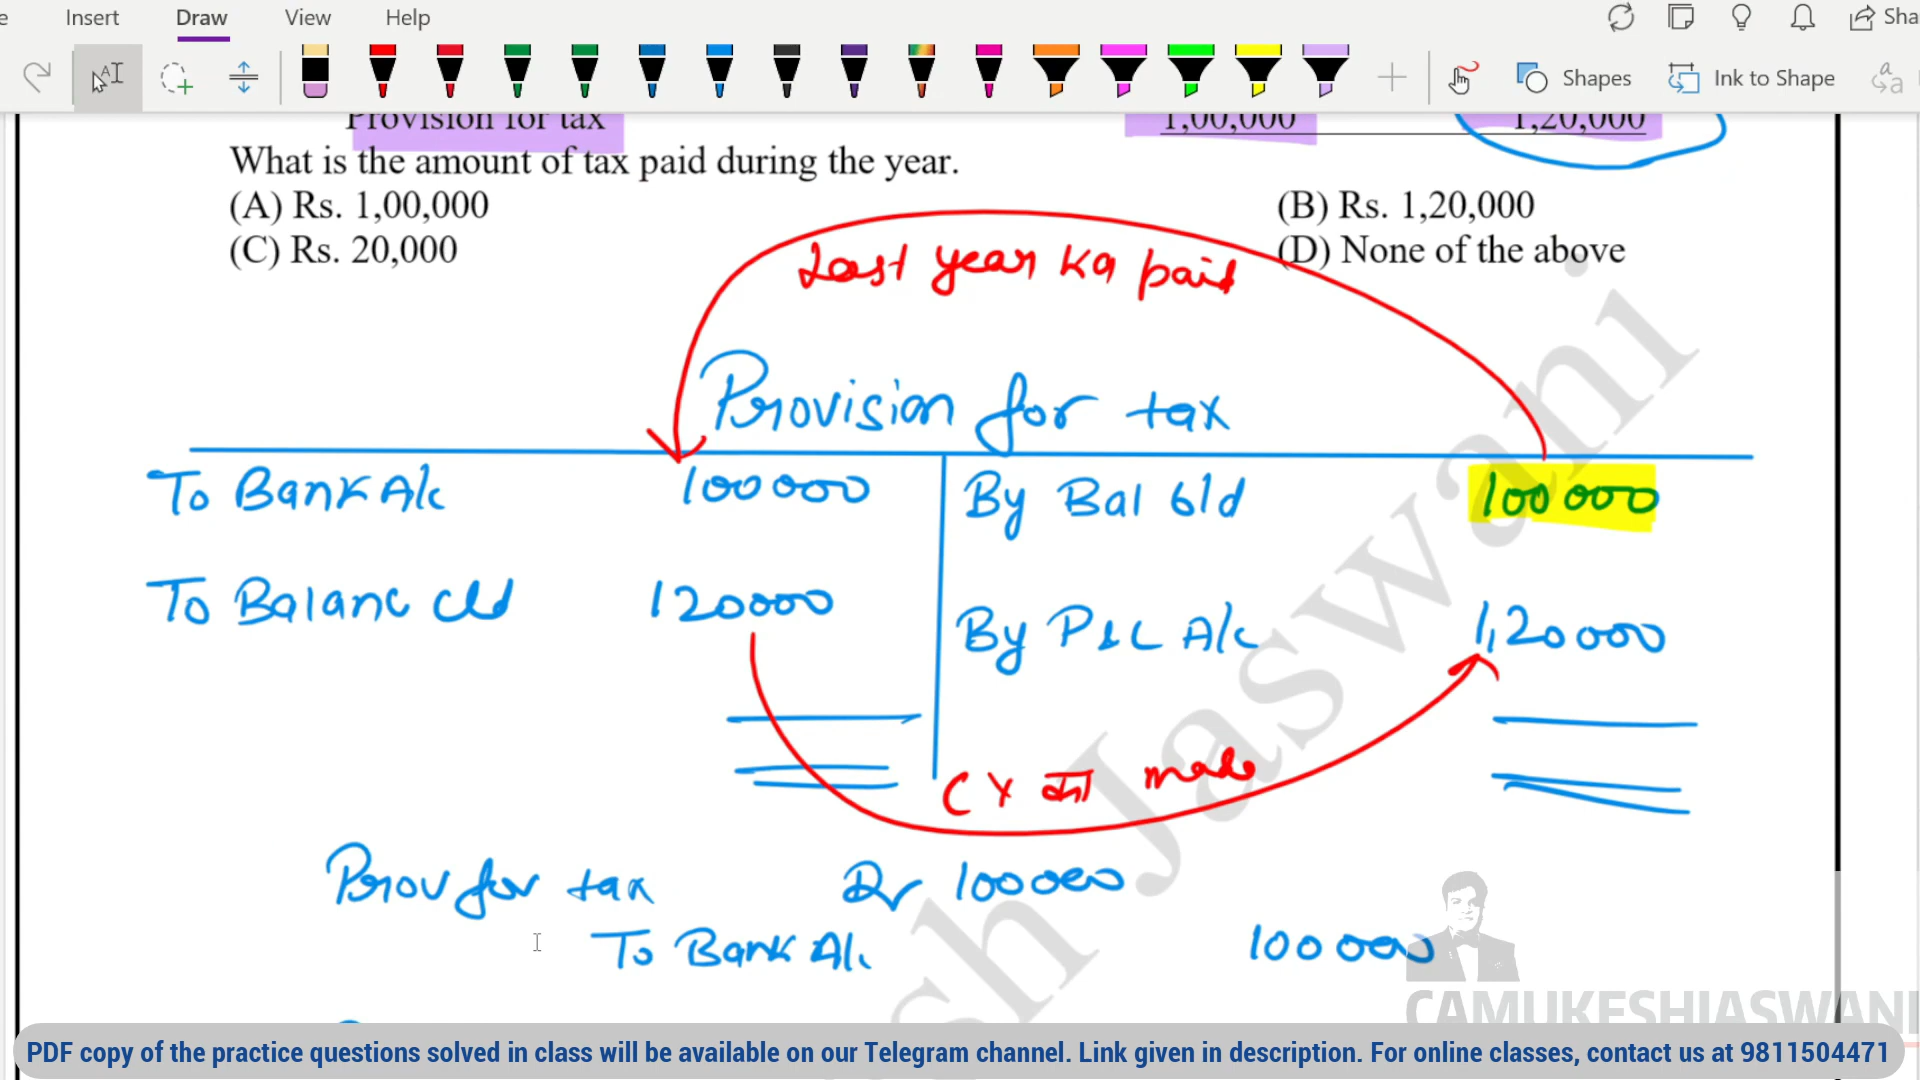 Insert Draw View Help Sha
Shapes Ink to Shape
Provision for tax 1,00,000 1,20,000
What is the amount of tax paid during the year.
(A) Rs. 1,00,000 (B) Rs. 1,20,000
(C) Rs. 20,000 (D) None of the above
Last year ka paid
Provision for tax
To Bank A/c 100000 By Bal b/d 100000
To Balanc c/d 120000 By P&L A/c 1,20000
CY का made
Prov for tax Dr 100000
To Bank A/c 100000
sh Jaswani
CAMUKESHJASWANI
PDF copy of the practice questions solved in class will be available on our Telegram channel. Link given in description. For online classes, contact us at 9811504471